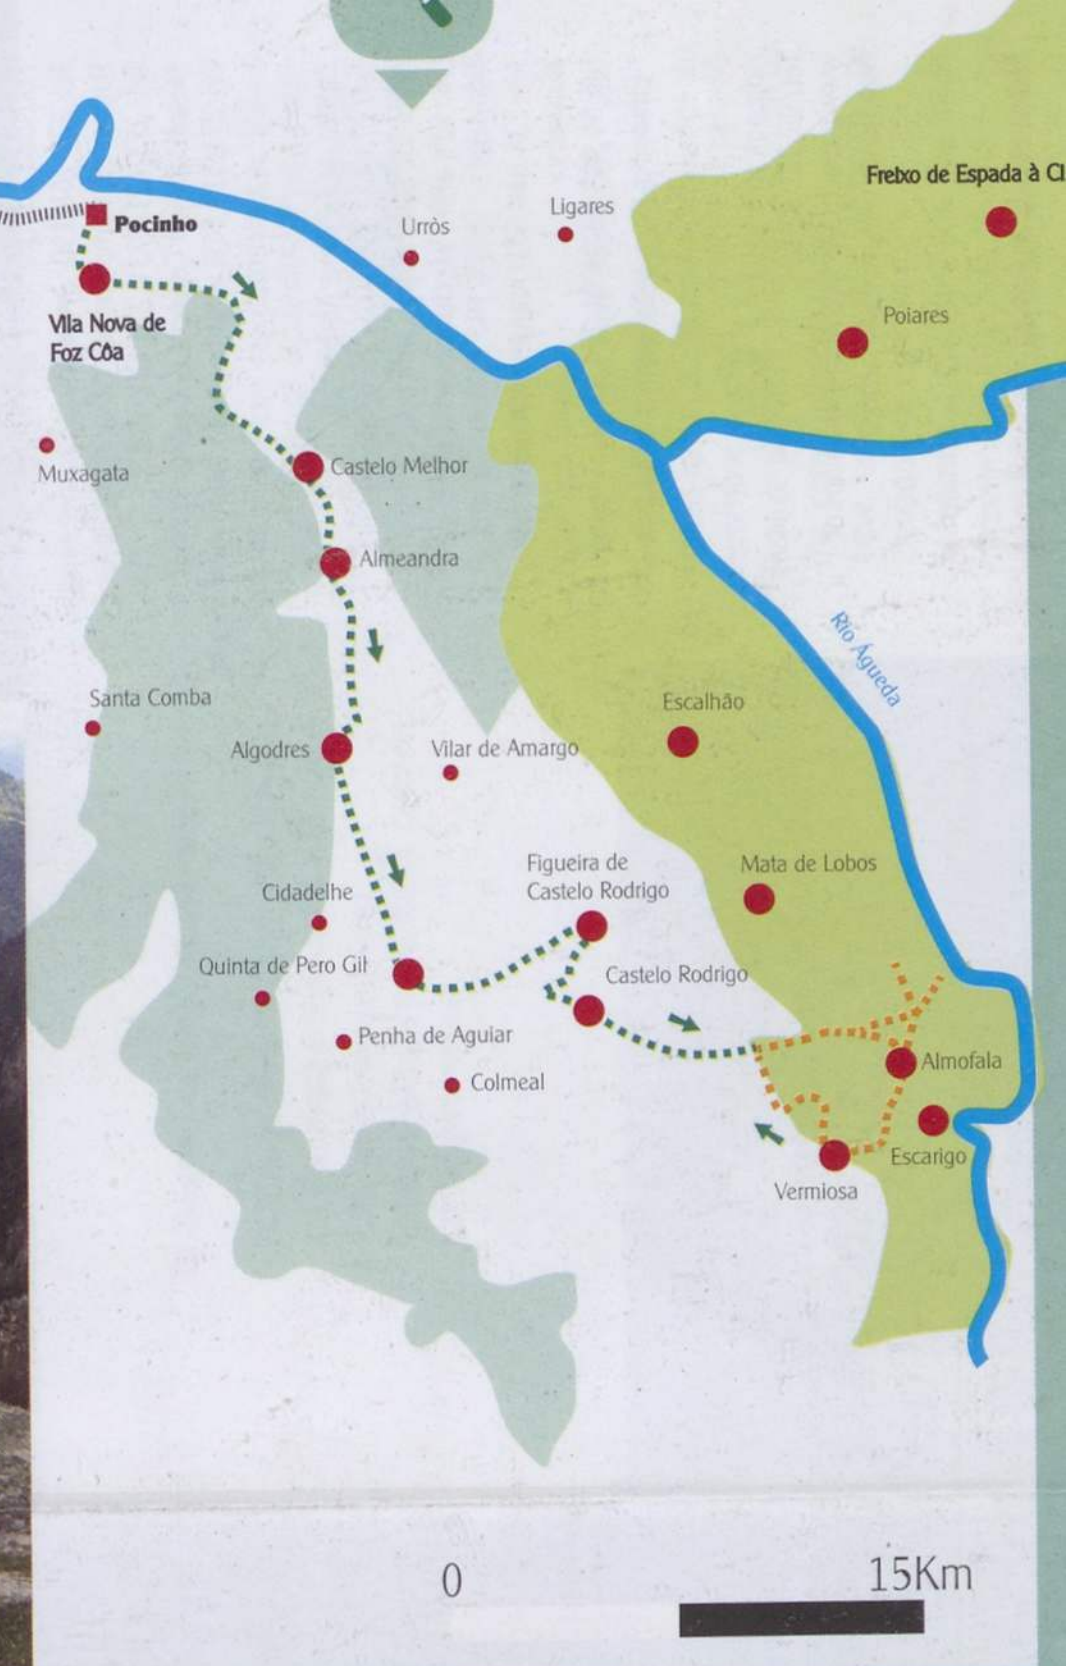 Freixo de Espada à Cl
Ligares
Urròs
Pocinho
Poiares
Vila Nova de
Foz Côa
Castelo Melhor
Muxagata
Almeandra
Rio Águeda
Santa Comba
Escalhão
Algodres
Vilar de Amargo
Figueira de
Castelo Rodrigo
Mata de Lobos
Cidadelhe
Quinta de Pero Gil
Castelo Rodrigo
Penha de Aguiar
Almofala
Colmeal
Escarigo
Vermiosa
0
15Km